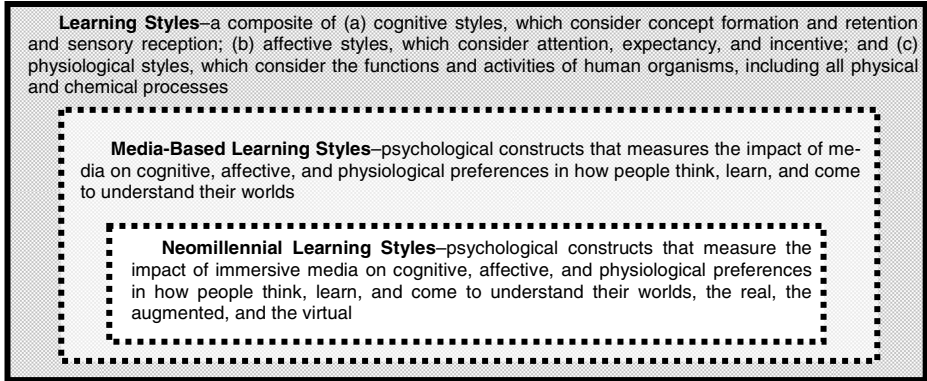 Learning Styles–a composite of (a) cognitive styles, which consider concept formation and retention
and sensory reception; (b) affective styles, which consider attention, expectancy, and incentive; and (c)
physiological styles, which consider the functions and activities of human organisms, including all physical
and chemical processes
Media-Based Learning Styles–psychological constructs that measures the impact of me-
dia on cognitive, affective, and physiological preferences in how people think, learn, and come
to understand their worlds
Neomillennial Learning Styles–psychological constructs that measure the
impact of immersive media on cognitive, affective, and physiological preferences
in how people think, learn, and come to understand their worlds, the real, the
augmented, and the virtual